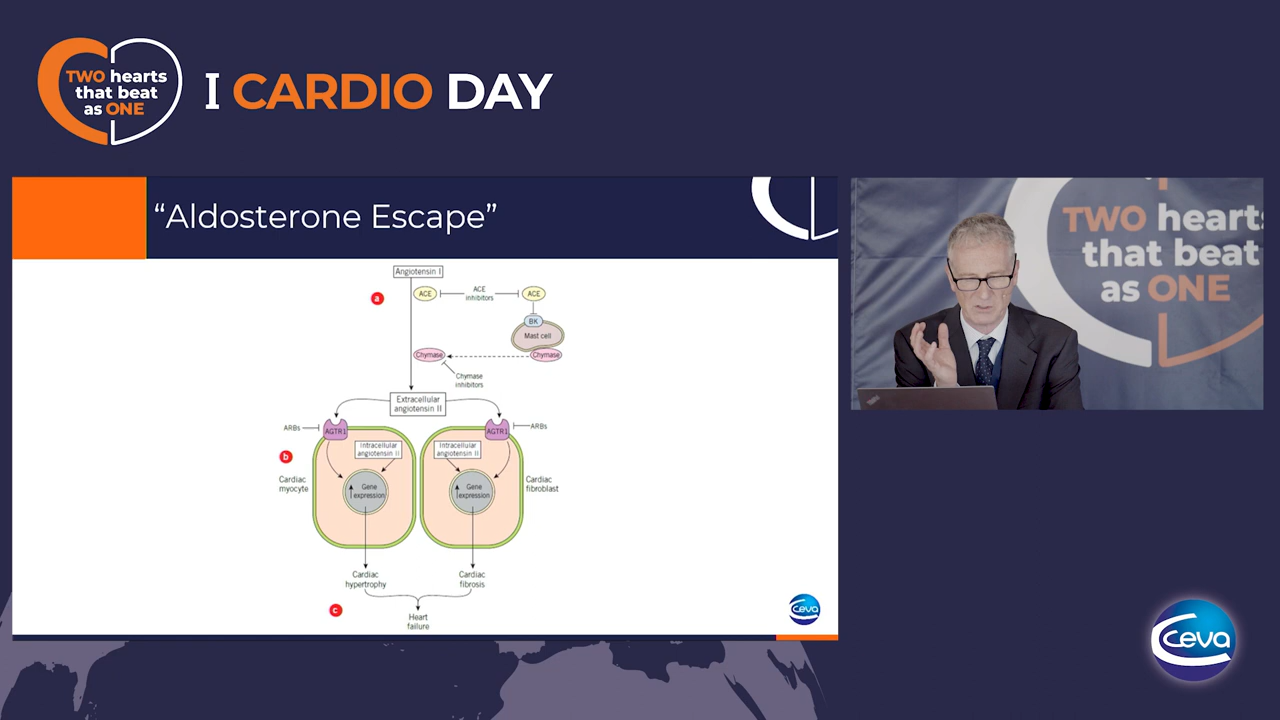 TWO hearts
that beat
as ONE
I CARDIO DAY
“Aldosterone Escape”
Angiotensin I
a
ACE
ACE
inhibitors
ACE
BK
Mast cell
Chymase
Chymase
Chymase
inhibitors
Extracellular
angiotensin II
ARBs
AGTR1
AGTR1
ARBs
Intracellular
angiotensin II
Intracellular
angiotensin II
b
Cardiac
myocyte
Gene
expression
Gene
expression
Cardiac
fibroblast
Cardiac
hypertrophy
Cardiac
fibrosis
c
Heart
failure
Ceva
TWO hearts
that beat
as ONE
Ceva